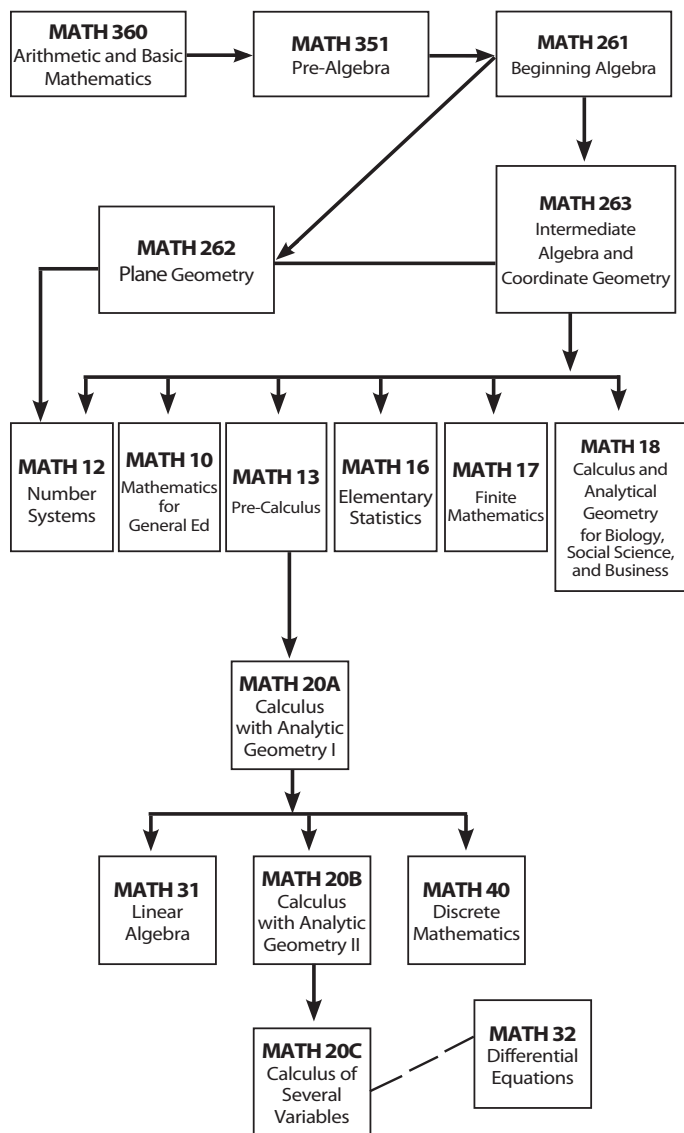 MATH 360
Arithmetic and Basic
Mathematics
MATH 351
Pre-Algebra
MATH 261
Beginning Algebra
MATH 262
Plane Geometry
MATH 263
Intermediate
Algebra and
Coordinate Geometry
MATH 12
Number
Systems
MATH 10
Mathematics
for
General Ed
MATH 13
Pre-Calculus
MATH 16
Elementary
Statistics
MATH 17
Finite
Mathematics
MATH 18
Calculus and
Analytical
Geometry
for Biology,
Social Science,
and Business
MATH 20A
Calculus
with Analytic
Geometry I
MATH 31
Linear
Algebra
MATH 20B
Calculus
with Analytic
Geometry II
MATH 40
Discrete
Mathematics
MATH 20C
Calculus of
Several
Variables
MATH 32
Differential
Equations